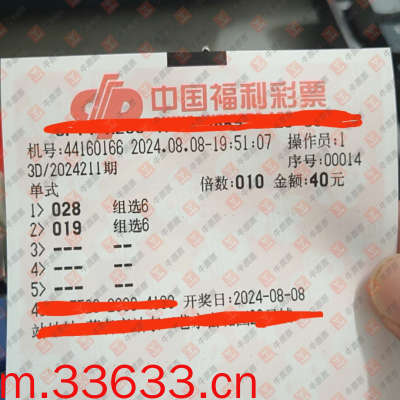 中国福利彩票
机号:44160166 2024.08.08-19:51:07 操作员:1
3D/2024211期 序号:00014
单式 倍数:010 金额:40元
1> 028 组选6
2> 019 组选6
3> --- --
4> --- --
5> --- --
开奖日:2024-08-08
m.33633.cn